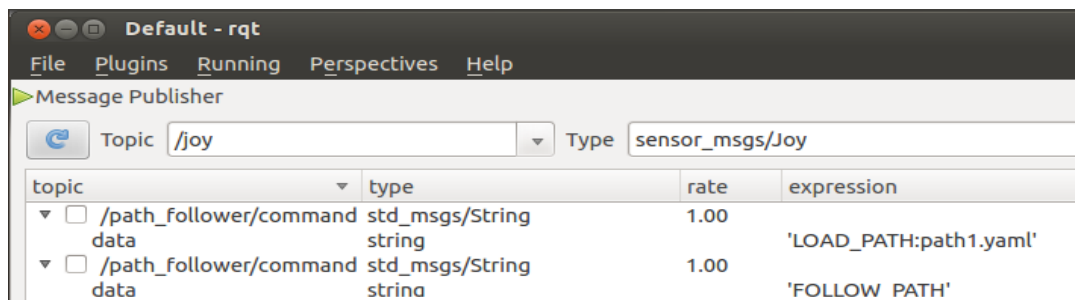 Default - rqt
File Plugins Running Perspectives Help
Message Publisher
Topic /joy Type sensor_msgs/Joy
topic type rate expression
/path_follower/command std_msgs/String 1.00
data string 'LOAD_PATH:path1.yaml'
/path_follower/command std_msgs/String 1.00
data string 'FOLLOW_PATH'